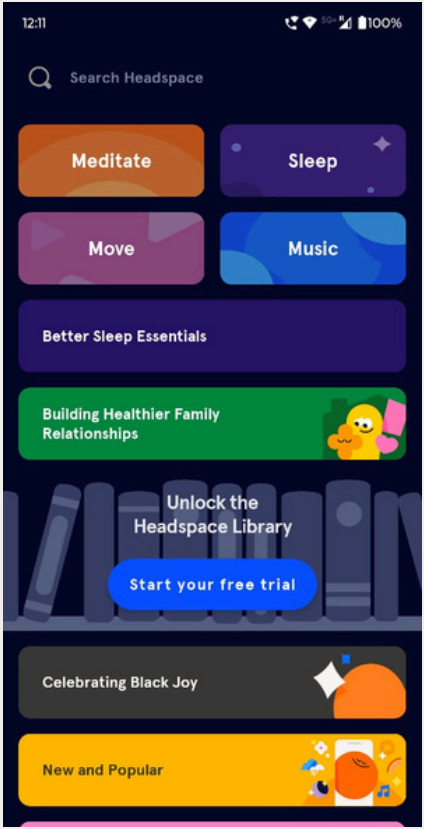 12:11
5G+ R 100%
Search Headspace
Meditate
Sleep
Move
Music
Better Sleep Essentials
Building Healthier Family
Relationships
Unlock the
Headspace Library
Start your free trial
Celebrating Black Joy
New and Popular